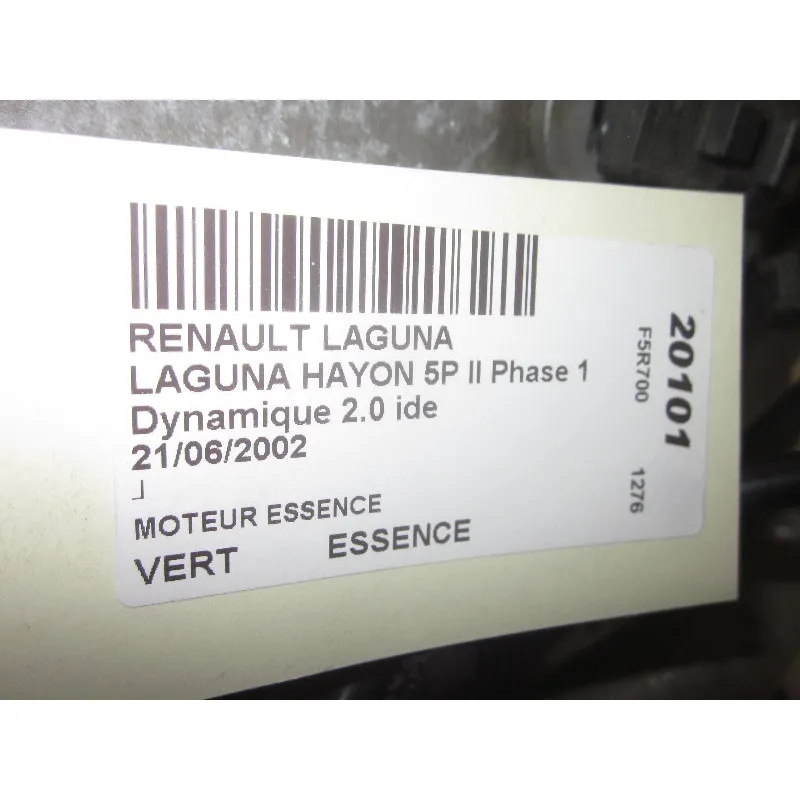 RENAULT LAGUNA
LAGUNA HAYON 5P II Phase 1
Dynamique 2.0 ide
21/06/2002
MOTEUR ESSENCE
VERT ESSENCE
20101
F5R700 1276